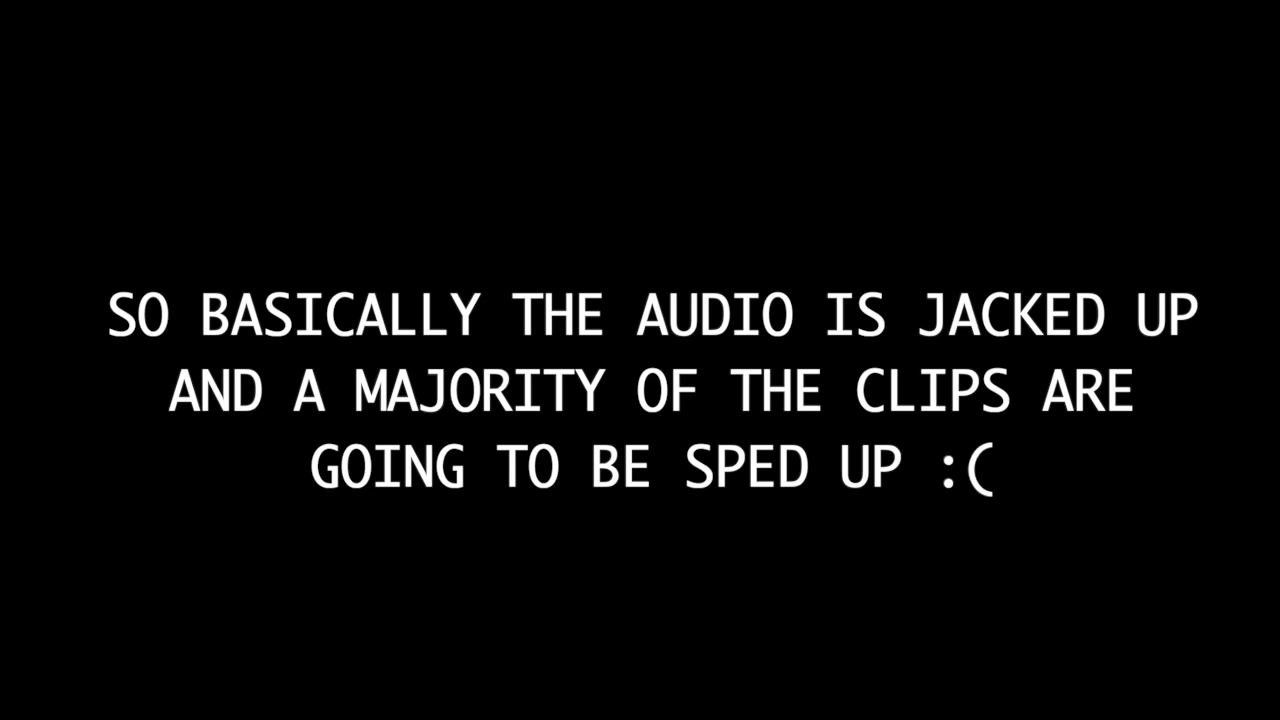 SO BASICALLY THE AUDIO IS JACKED UP
AND A MAJORITY OF THE CLIPS ARE
GOING TO BE SPED UP :(